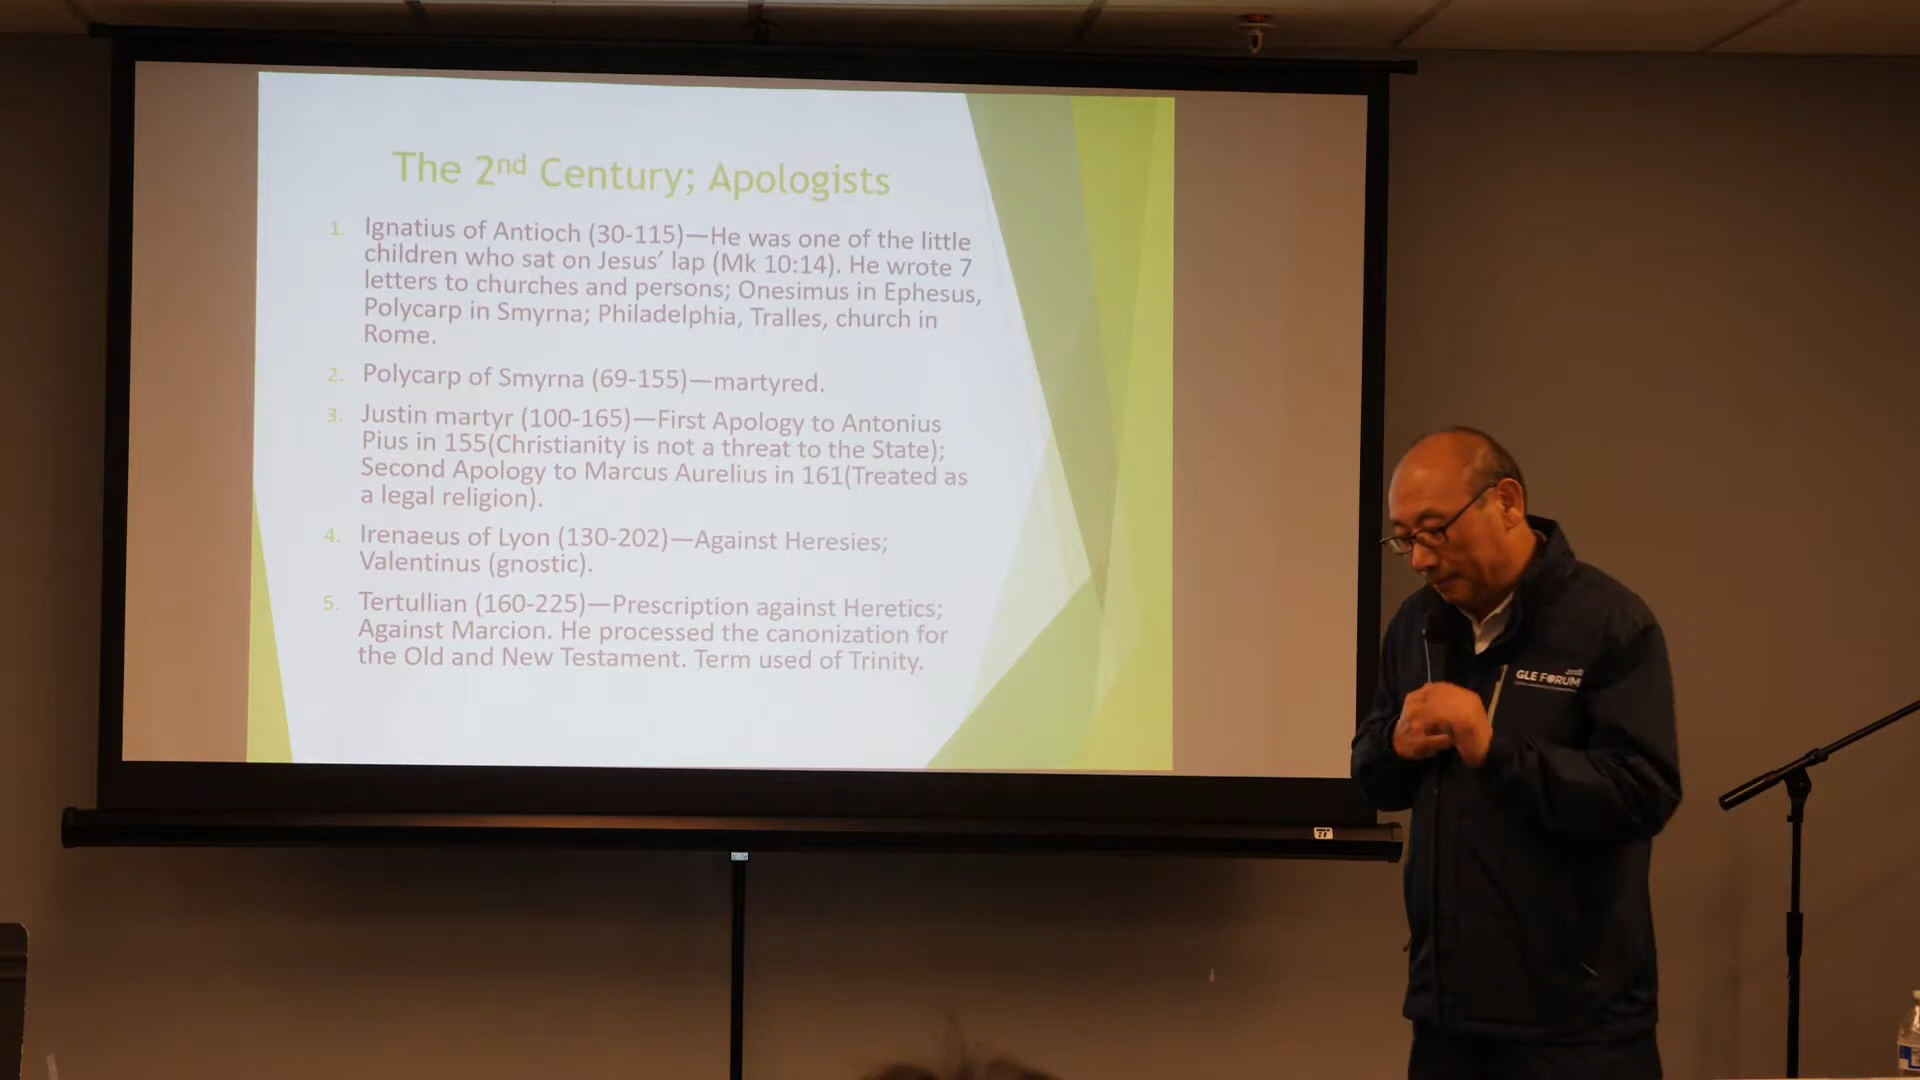 The 2nd Century; Apologists
1. Ignatius of Antioch (30-115)—He was one of the little
children who sat on Jesus’ lap (Mk 10:14). He wrote 7
letters to churches and persons; Onesimus in Ephesus,
Polycarp in Smyrna; Philadelphia, Tralles, church in
Rome.
2. Polycarp of Smyrna (69-155)—martyred.
3. Justin martyr (100-165)—First Apology to Antonius
Pius in 155(Christianity is not a threat to the State);
Second Apology to Marcus Aurelius in 161(Treated as
a legal religion).
4. Irenaeus of Lyon (130-202)—Against Heresies;
Valentinus (gnostic).
5. Tertullian (160-225)—Prescription against Heretics;
Against Marcion. He processed the canonization for
the Old and New Testament. Term used of Trinity.
GLE FORUM